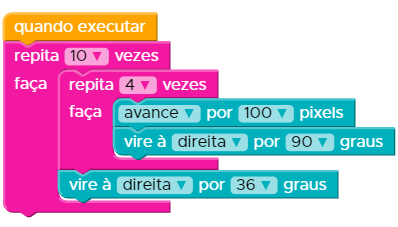 quando executar
repita 10 ▼ vezes
faça repita 4 ▼ vezes
faça avance ▼ por 100 ▼ pixels
vire à direita ▼ por 90 ▼ graus
vire à direita ▼ por 36 ▼ graus